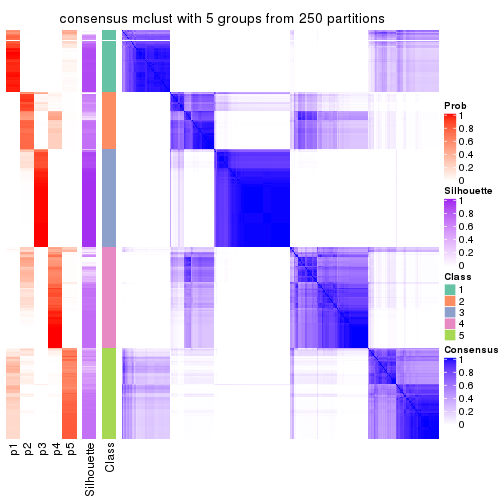 consensus mclust with 5 groups from 250 partitions
Prob
1
0.8
0.6
0.4
0.2
0
Silhouette
1
0.8
0.6
0.4
0.2
0
Class
1
2
3
4
5
Consensus
1
0.8
0.6
0.4
0.2
0
p1
p2
p3
p4
p5
Silhouette
Class